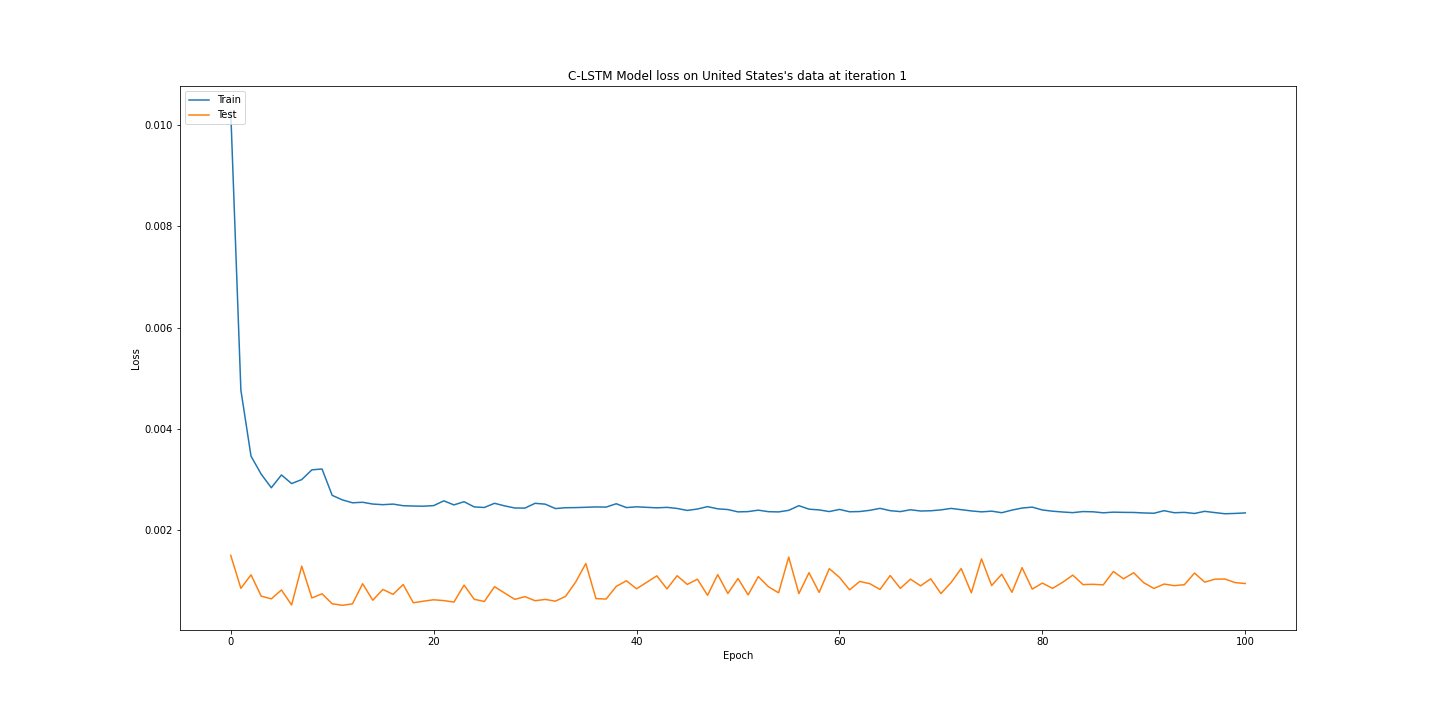 C-LSTM Model loss on United States's data at iteration 1
Train
Test
0.010
0.008
0.006
0.004
0.002
Loss
0 20 40 60 80 100
Epoch